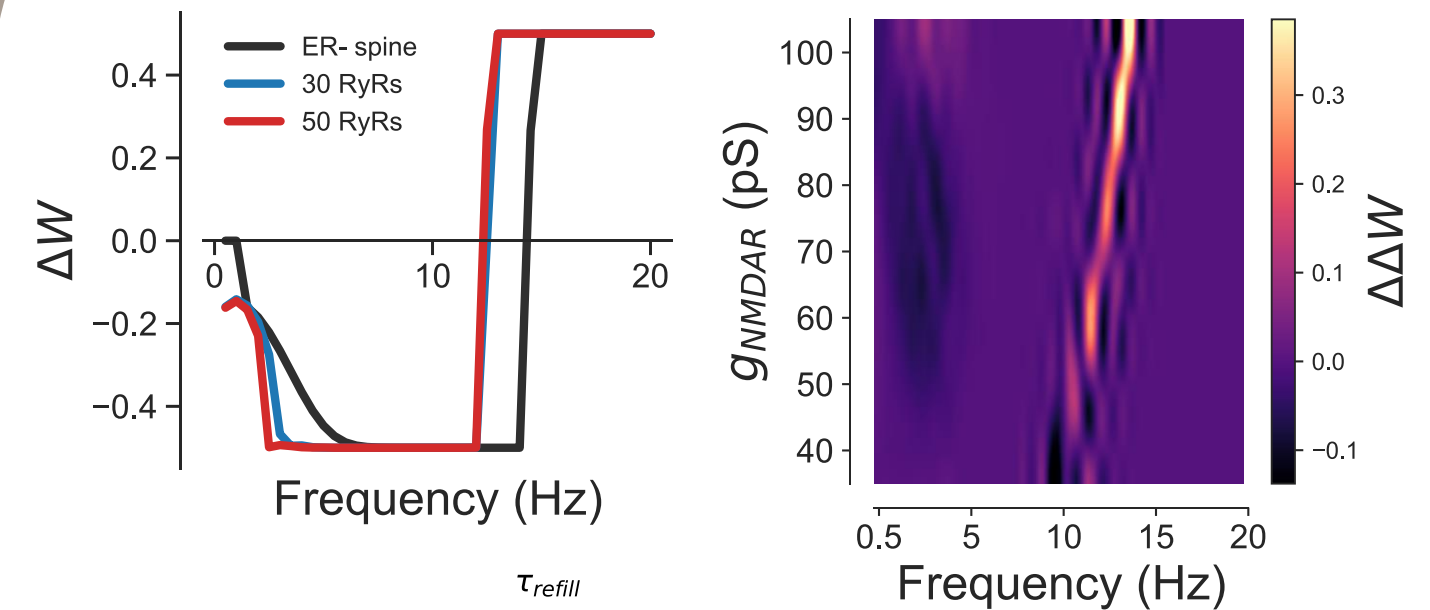 ER- spine
30 RyRs
50 RyRs
0.4
0.2
0.0
−0.2
−0.4
ΔW
0
10
20
Frequency (Hz)
τrefill
100
90
80
70
60
50
40
gNMDAR (pS)
0.5
5
10
15
20
Frequency (Hz)
0.3
0.2
0.1
0.0
−0.1
ΔΔW